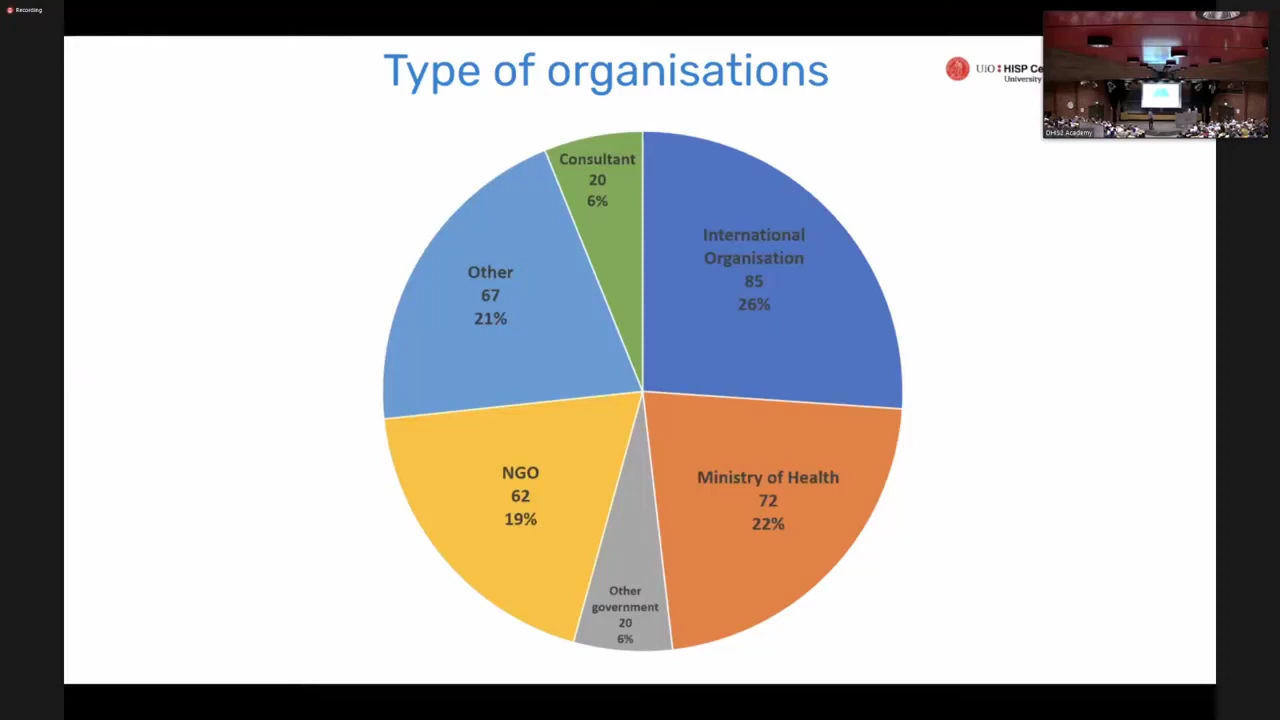 Recording
Type of organisations
UiO HISP Ce
University
DHIS2 Academy
Consultant
20
6%
International
Organisation
85
26%
Other
67
21%
NGO
62
19%
Ministry of Health
72
22%
Other
government
20
6%